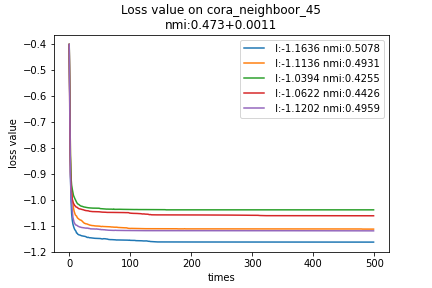 Loss value on cora_neighboor_45
nmi:0.473+0.0011
l:-1.1636 nmi:0.5078
l:-1.1136 nmi:0.4931
l:-1.0394 nmi:0.4255
l:-1.0622 nmi:0.4426
l:-1.1202 nmi:0.4959
loss value
−0.4
−0.5
−0.6
−0.7
−0.8
−0.9
−1.0
−1.1
−1.2
0
100
200
300
400
500
times